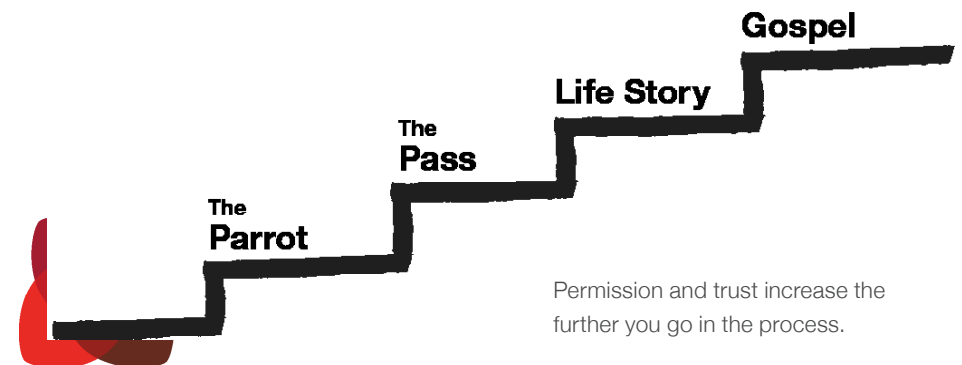 Gospel
Life Story
The
Pass
The
Parrot
Permission and trust increase the
further you go in the process.